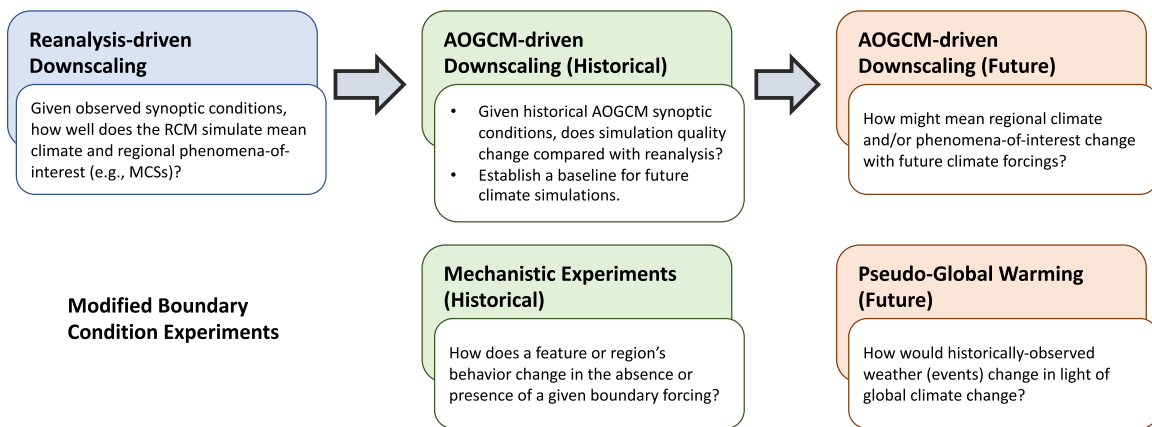 Reanalysis-driven
Downscaling
Given observed synoptic conditions,
how well does the RCM simulate mean
climate and regional phenomena-of-
interest (e.g., MCSs)?
AOGCM-driven
Downscaling (Historical)
• Given historical AOGCM synoptic
conditions, does simulation quality
change compared with reanalysis?
• Establish a baseline for future
climate simulations.
AOGCM-driven
Downscaling (Future)
How might mean regional climate
and/or phenomena-of-interest change
with future climate forcings?
Modified Boundary
Condition Experiments
Mechanistic Experiments
(Historical)
How does a feature or region's
behavior change in the absence or
presence of a given boundary forcing?
Pseudo-Global Warming
(Future)
How would historically-observed
weather (events) change in light of
global climate change?